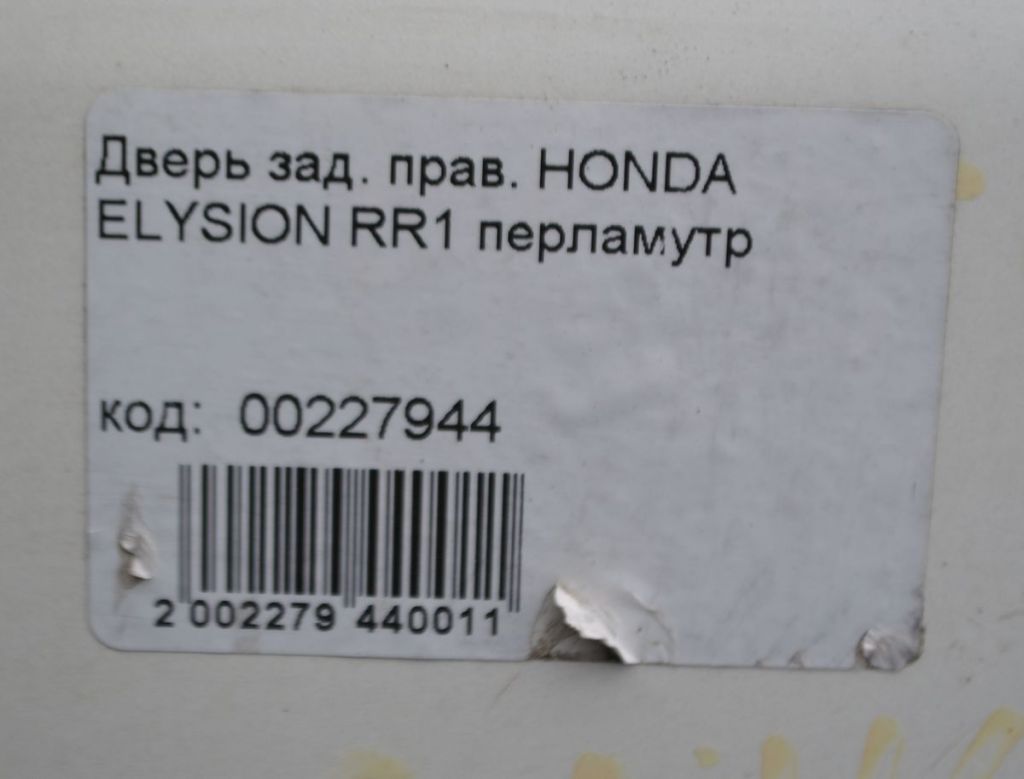 Дверь зад. прав. HONDA
ELYSION RR1 перламутр
код: 00227944
2 002279 440011